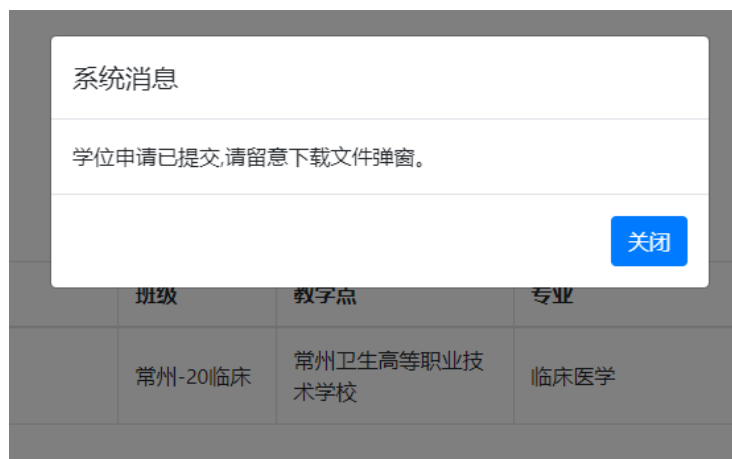 系统消息
学位申请已提交,请留意下载文件弹窗。
关闭
班级 教学点 专业
常州-20临床 常州卫生高等职业技 临床医学
术学校